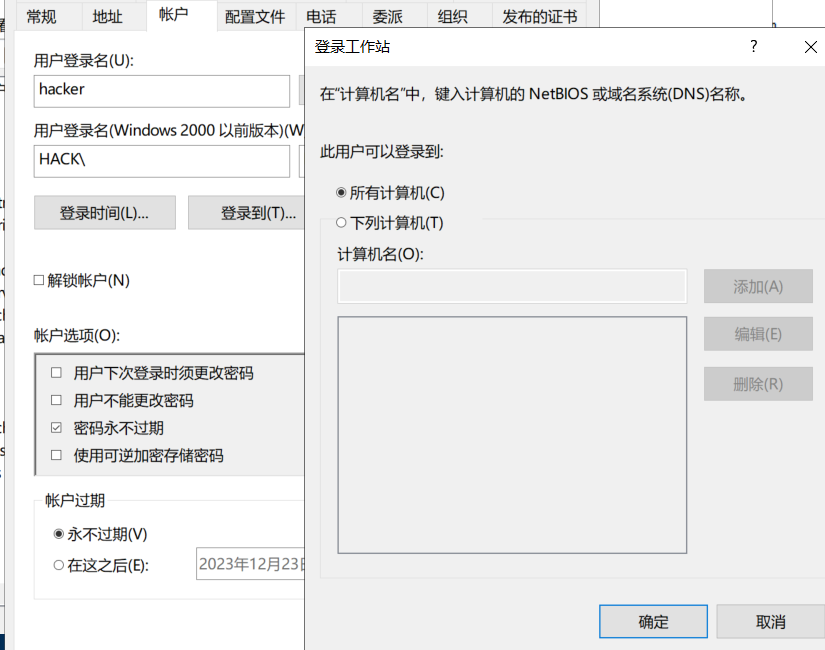 常规 地址 帐户 配置文件 电话 委派 组织 发布的证书
用户登录名(U):
hacker
用户登录名(Windows 2000 以前版本)(W
HACK\
登录时间(L)... 登录到(T)...
解锁帐户(N)
帐户选项(O):
用户下次登录时须更改密码
用户不能更改密码
密码永不过期
使用可逆加密存储密码
帐户过期
永不过期(V)
在这之后(E): 2023年12月23日
登录工作站
?
在“计算机名”中，键入计算机的 NetBIOS 或域名系统(DNS)名称。
此用户可以登录到:
所有计算机(C)
下列计算机(T)
计算机名(O):
添加(A)
编辑(E)
删除(R)
确定 取消